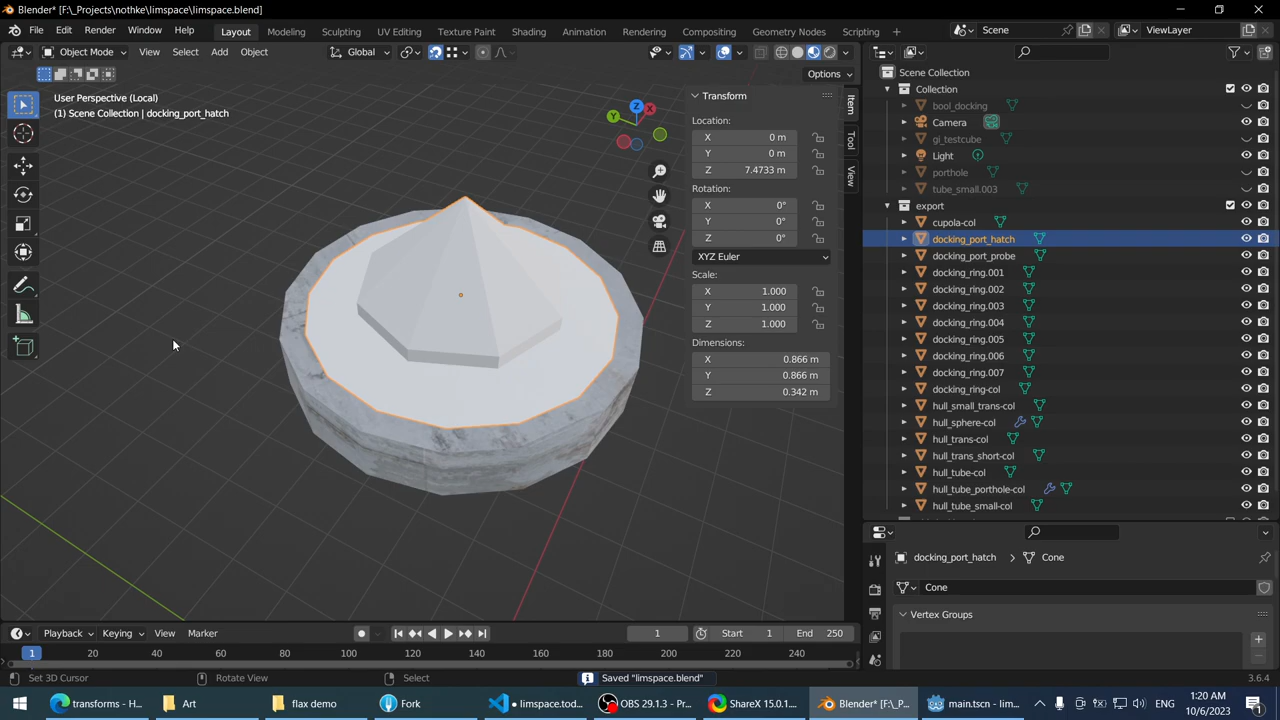 Blender* [F:\_Projects\nothke\limspace\limspace.blend]
File Edit Render Window Help Layout Modeling Sculpting UV Editing Texture Paint Shading Animation Rendering Compositing Geometry Nodes Scripting + Scene ViewLayer
Object Mode View Select Add Object Global
Options
User Perspective (Local)
(1) Scene Collection | docking_port_hatch
Z
X
Y
Transform
Location:
X 0 m
Y 0 m
Z 7.4733 m
Rotation:
X 0°
Y 0°
Z 0°
XYZ Euler
Scale:
X 1.000
Y 1.000
Z 1.000
Dimensions:
X 0.866 m
Y 0.866 m
Z 0.342 m
Item
Tool
View
Scene Collection
Collection
bool_docking
Camera
gi_testcube
Light
porthole
tube_small.003
export
cupola-col
docking_port_hatch
docking_port_probe
docking_ring.001
docking_ring.002
docking_ring.003
docking_ring.004
docking_ring.005
docking_ring.006
docking_ring.007
docking_ring-col
hull_small_trans-col
hull_sphere-col
hull_trans-col
hull_trans_short-col
hull_tube-col
hull_tube_porthole-col
hull_tube_small-col
docking_port_hatch Cone
Cone
Vertex Groups
Playback Keying View Marker 1 Start 1 End 250
1 20 40 60 80 100 120 140 160 180 200 220 240
Set 3D Cursor Rotate View Select Saved "limspace.blend" 3.6.4
transforms - H... Art flax demo Fork • limspace.tod... OBS 29.1.3 - Pr... ShareX 15.0.1... Blender* [F:\_P... main.tscn - lim... 1:20 AM
10/6/2023